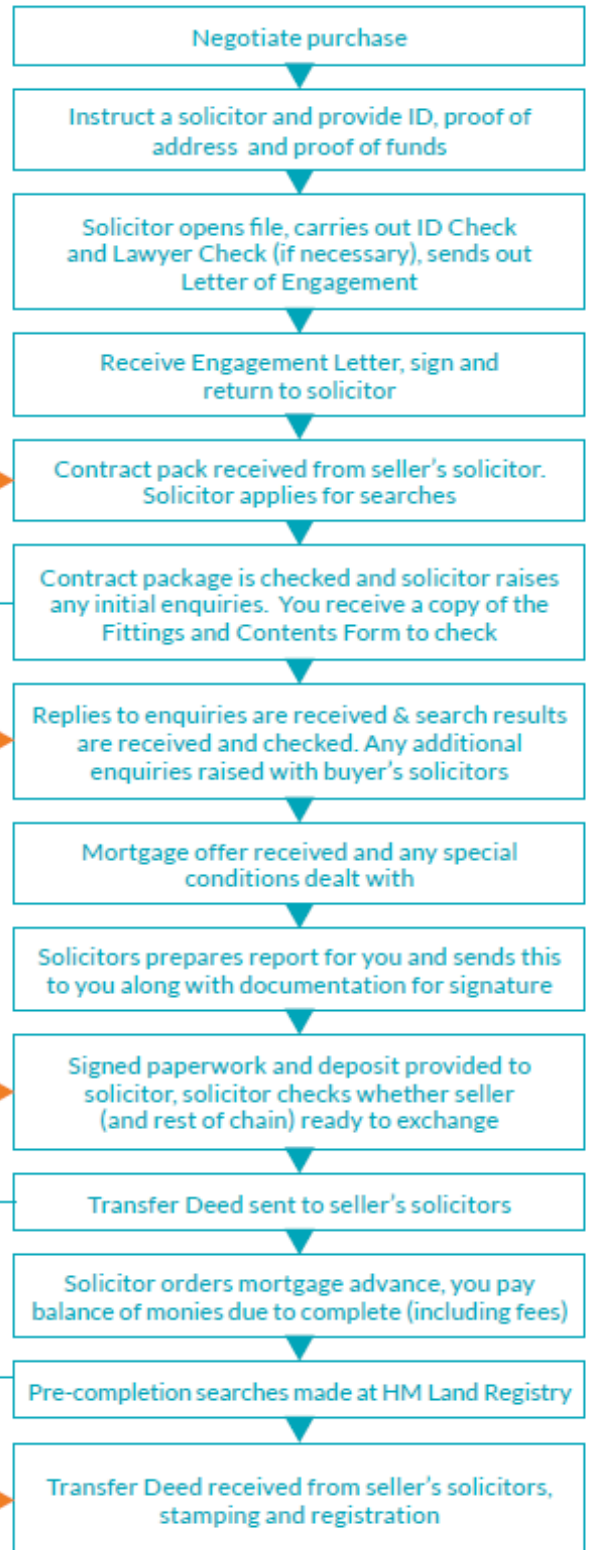 Negotiate purchase
Instruct a solicitor and provide ID, proof of
address and proof of funds
Solicitor opens file, carries out ID Check
and Lawyer Check (if necessary), sends out
Letter of Engagement
Receive Engagement Letter, sign and
return to solicitor
Contract pack received from seller's solicitor.
Solicitor applies for searches
Contract package is checked and solicitor raises
any initial enquiries. You receive a copy of the
Fittings and Contents Form to check
Replies to enquiries are received & search results
are received and checked. Any additional
enquiries raised with buyer's solicitors
Mortgage offer received and any special
conditions dealt with
Solicitors prepares report for you and sends this
to you along with documentation for signature
Signed paperwork and deposit provided to
solicitor, solicitor checks whether seller
(and rest of chain) ready to exchange
Transfer Deed sent to seller's solicitors
Solicitor orders mortgage advance, you pay
balance of monies due to complete (including fees)
Pre-completion searches made at HM Land Registry
Transfer Deed received from seller's solicitors,
stamping and registration